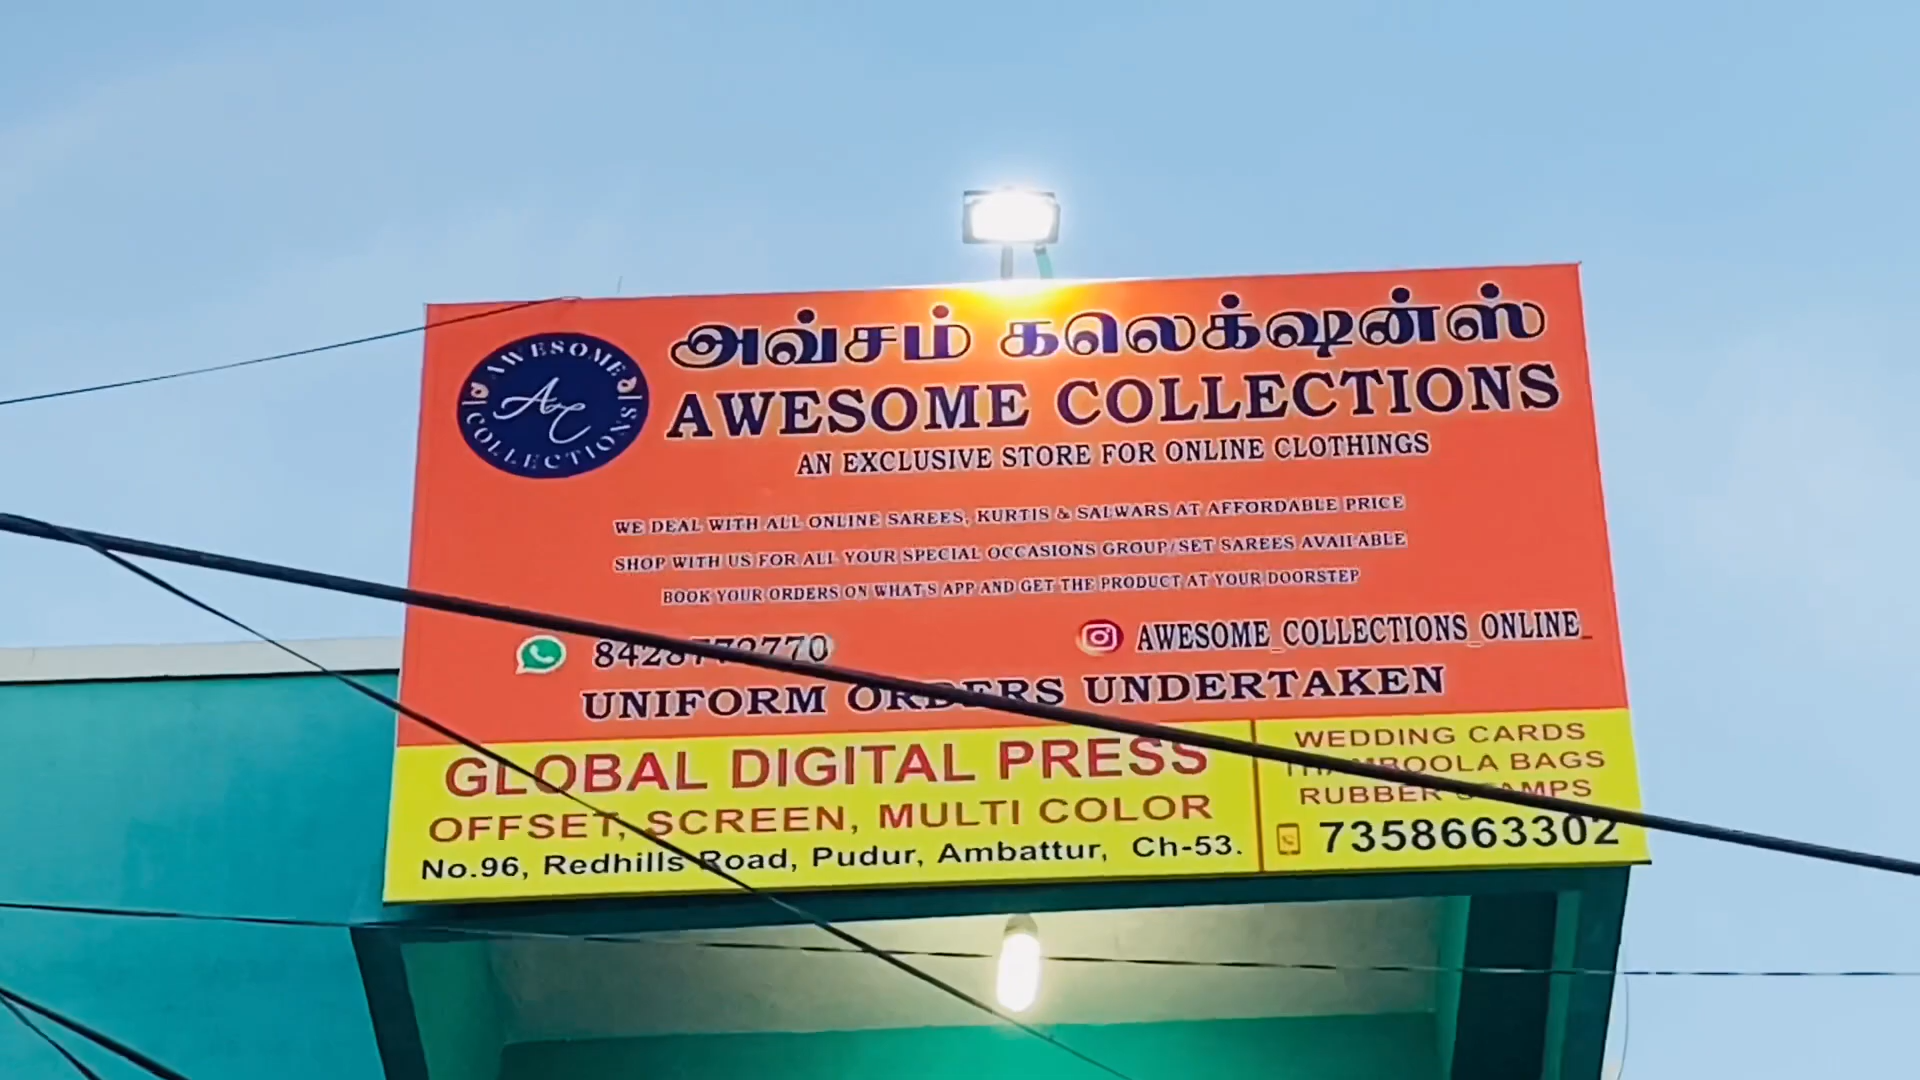 அவ்சம் கலெக்ஷன்ஸ்
AWESOME COLLECTIONS
AWESOME COLLECTIONS
AC
AN EXCLUSIVE STORE FOR ONLINE CLOTHINGS
WE DEAL WITH ALL ONLINE SAREES, KURTIS & SALWARS AT AFFORDABLE PRICE
SHOP WITH US FOR ALL YOUR SPECIAL OCCASIONS GROUP/SET SAREES AVAILABLE
BOOK YOUR ORDERS ON WHAT'S APP AND GET THE PRODUCT AT YOUR DOORSTEP
AWESOME_COLLECTIONS_ONLINE_
UNIFORM ORDERS UNDERTAKEN
GLOBAL DIGITAL PRESS
OFFSET, SCREEN, MULTI COLOR
No.96, Redhills Road, Pudur, Ambattur, Ch-53.
WEDDING CARDS
THAMBOOLA BAGS
RUBBER STAMPS
7358663302